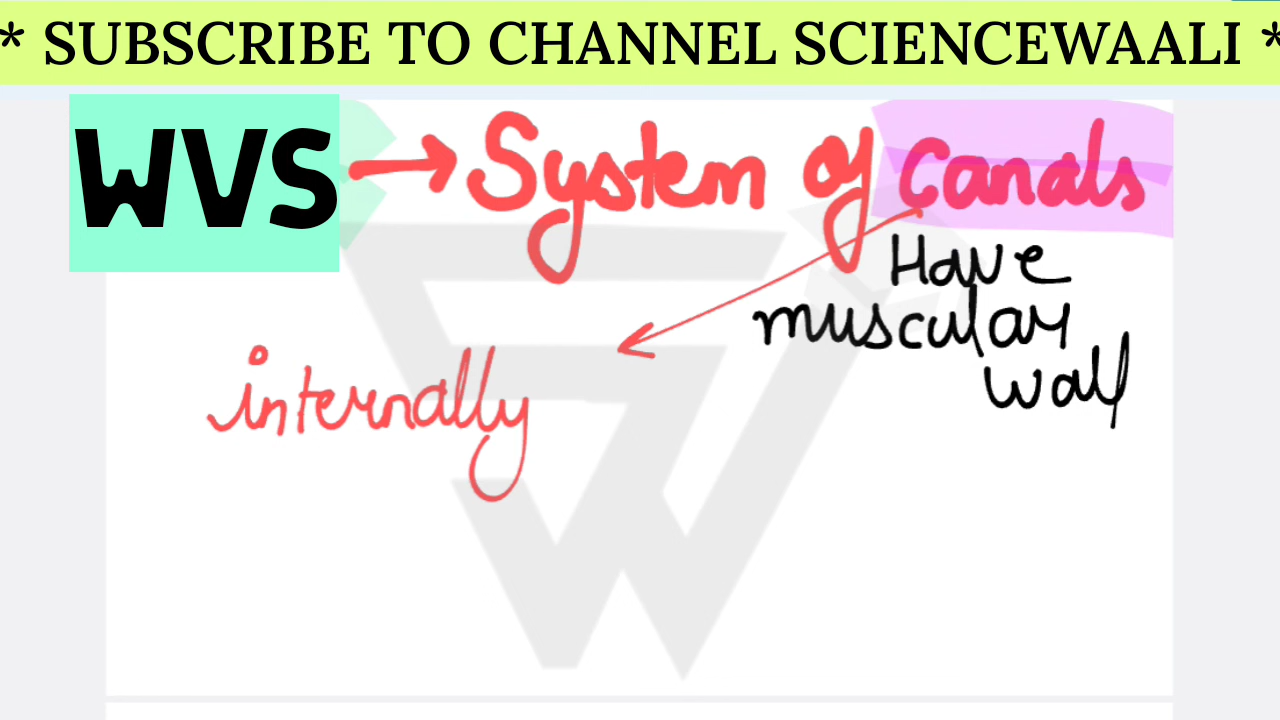 * SUBSCRIBE TO CHANNEL SCIENCEWAALI *
WVS → System of Canals
Have
muscular
wall
internally